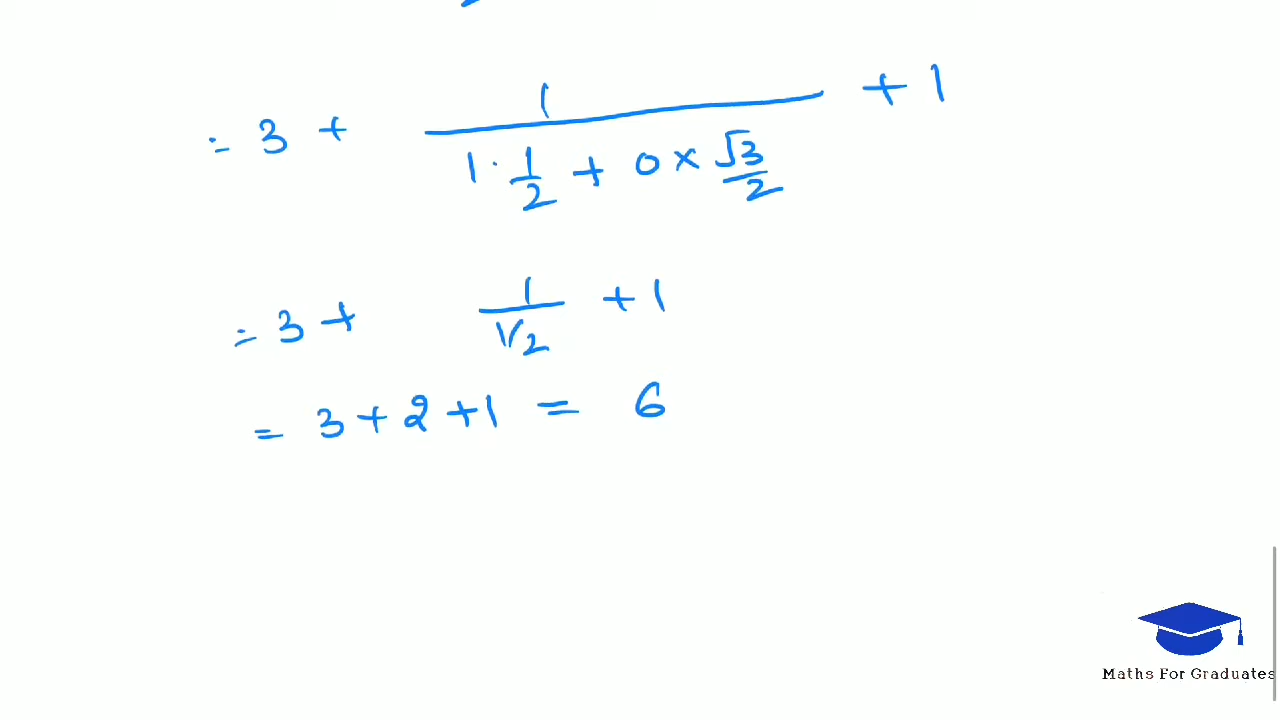 = 3 + 1/(1 · 1/2 + 0 × √3/2) + 1
= 3 + 1/(1/2) + 1
= 3 + 2 + 1 = 6
Maths For Graduates